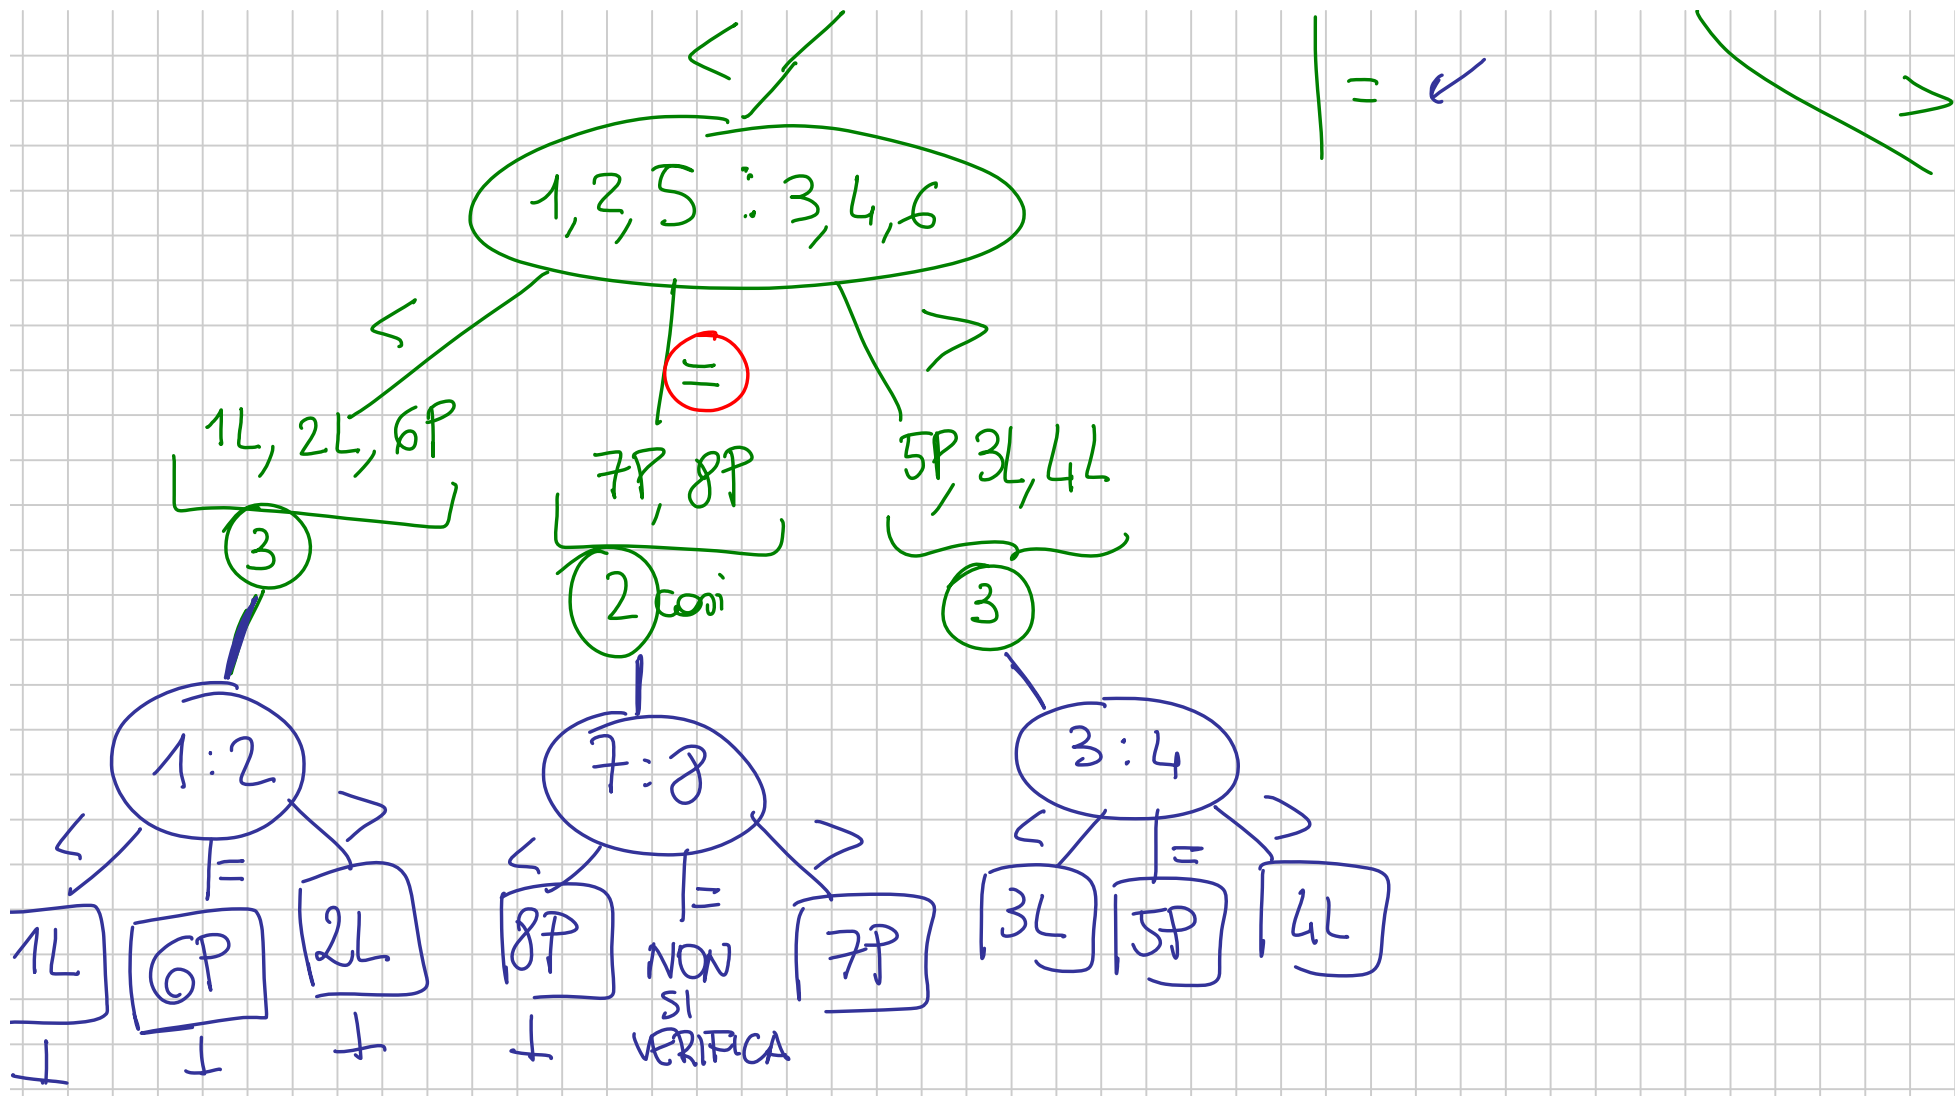 < | = >
1,2,5 : 3,4,6
< = >
1L, 2L, 6P 7P, 8P 5P, 3L, 4L
3 2 casi 3
1:2 7:8 3:4
< = > < = > < = >
1L 6P 2L 8P NON 7P 3L 5P 4L
SI
VERIFICA